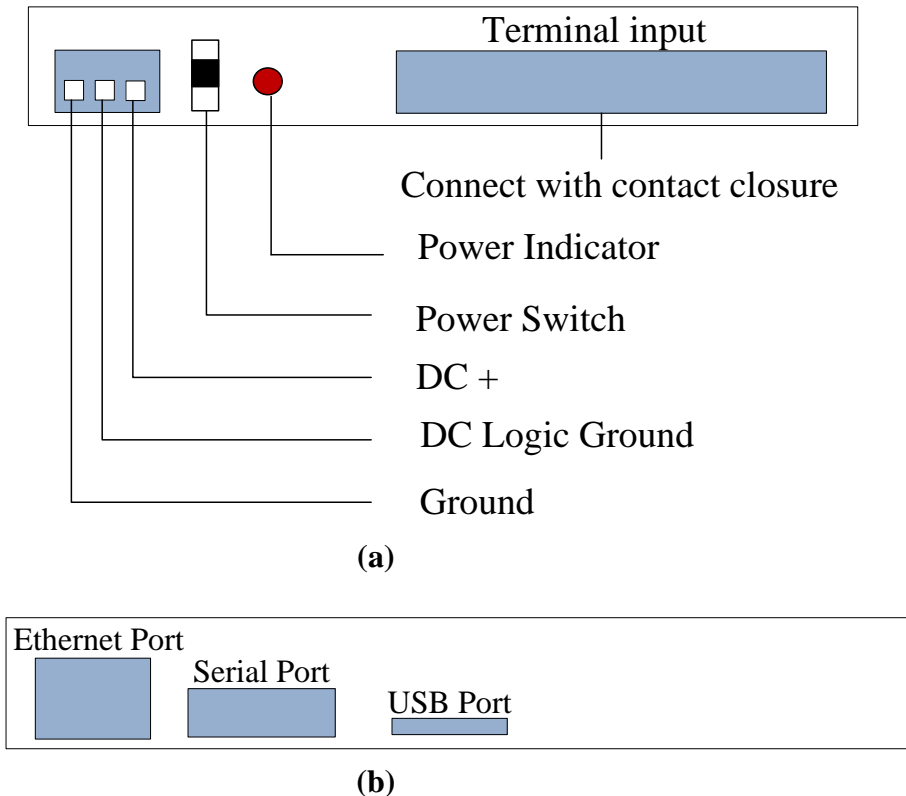 Terminal input
Connect with contact closure
Power Indicator
Power Switch
DC +
DC Logic Ground
Ground
(a)
Ethernet Port
Serial Port
USB Port
(b)